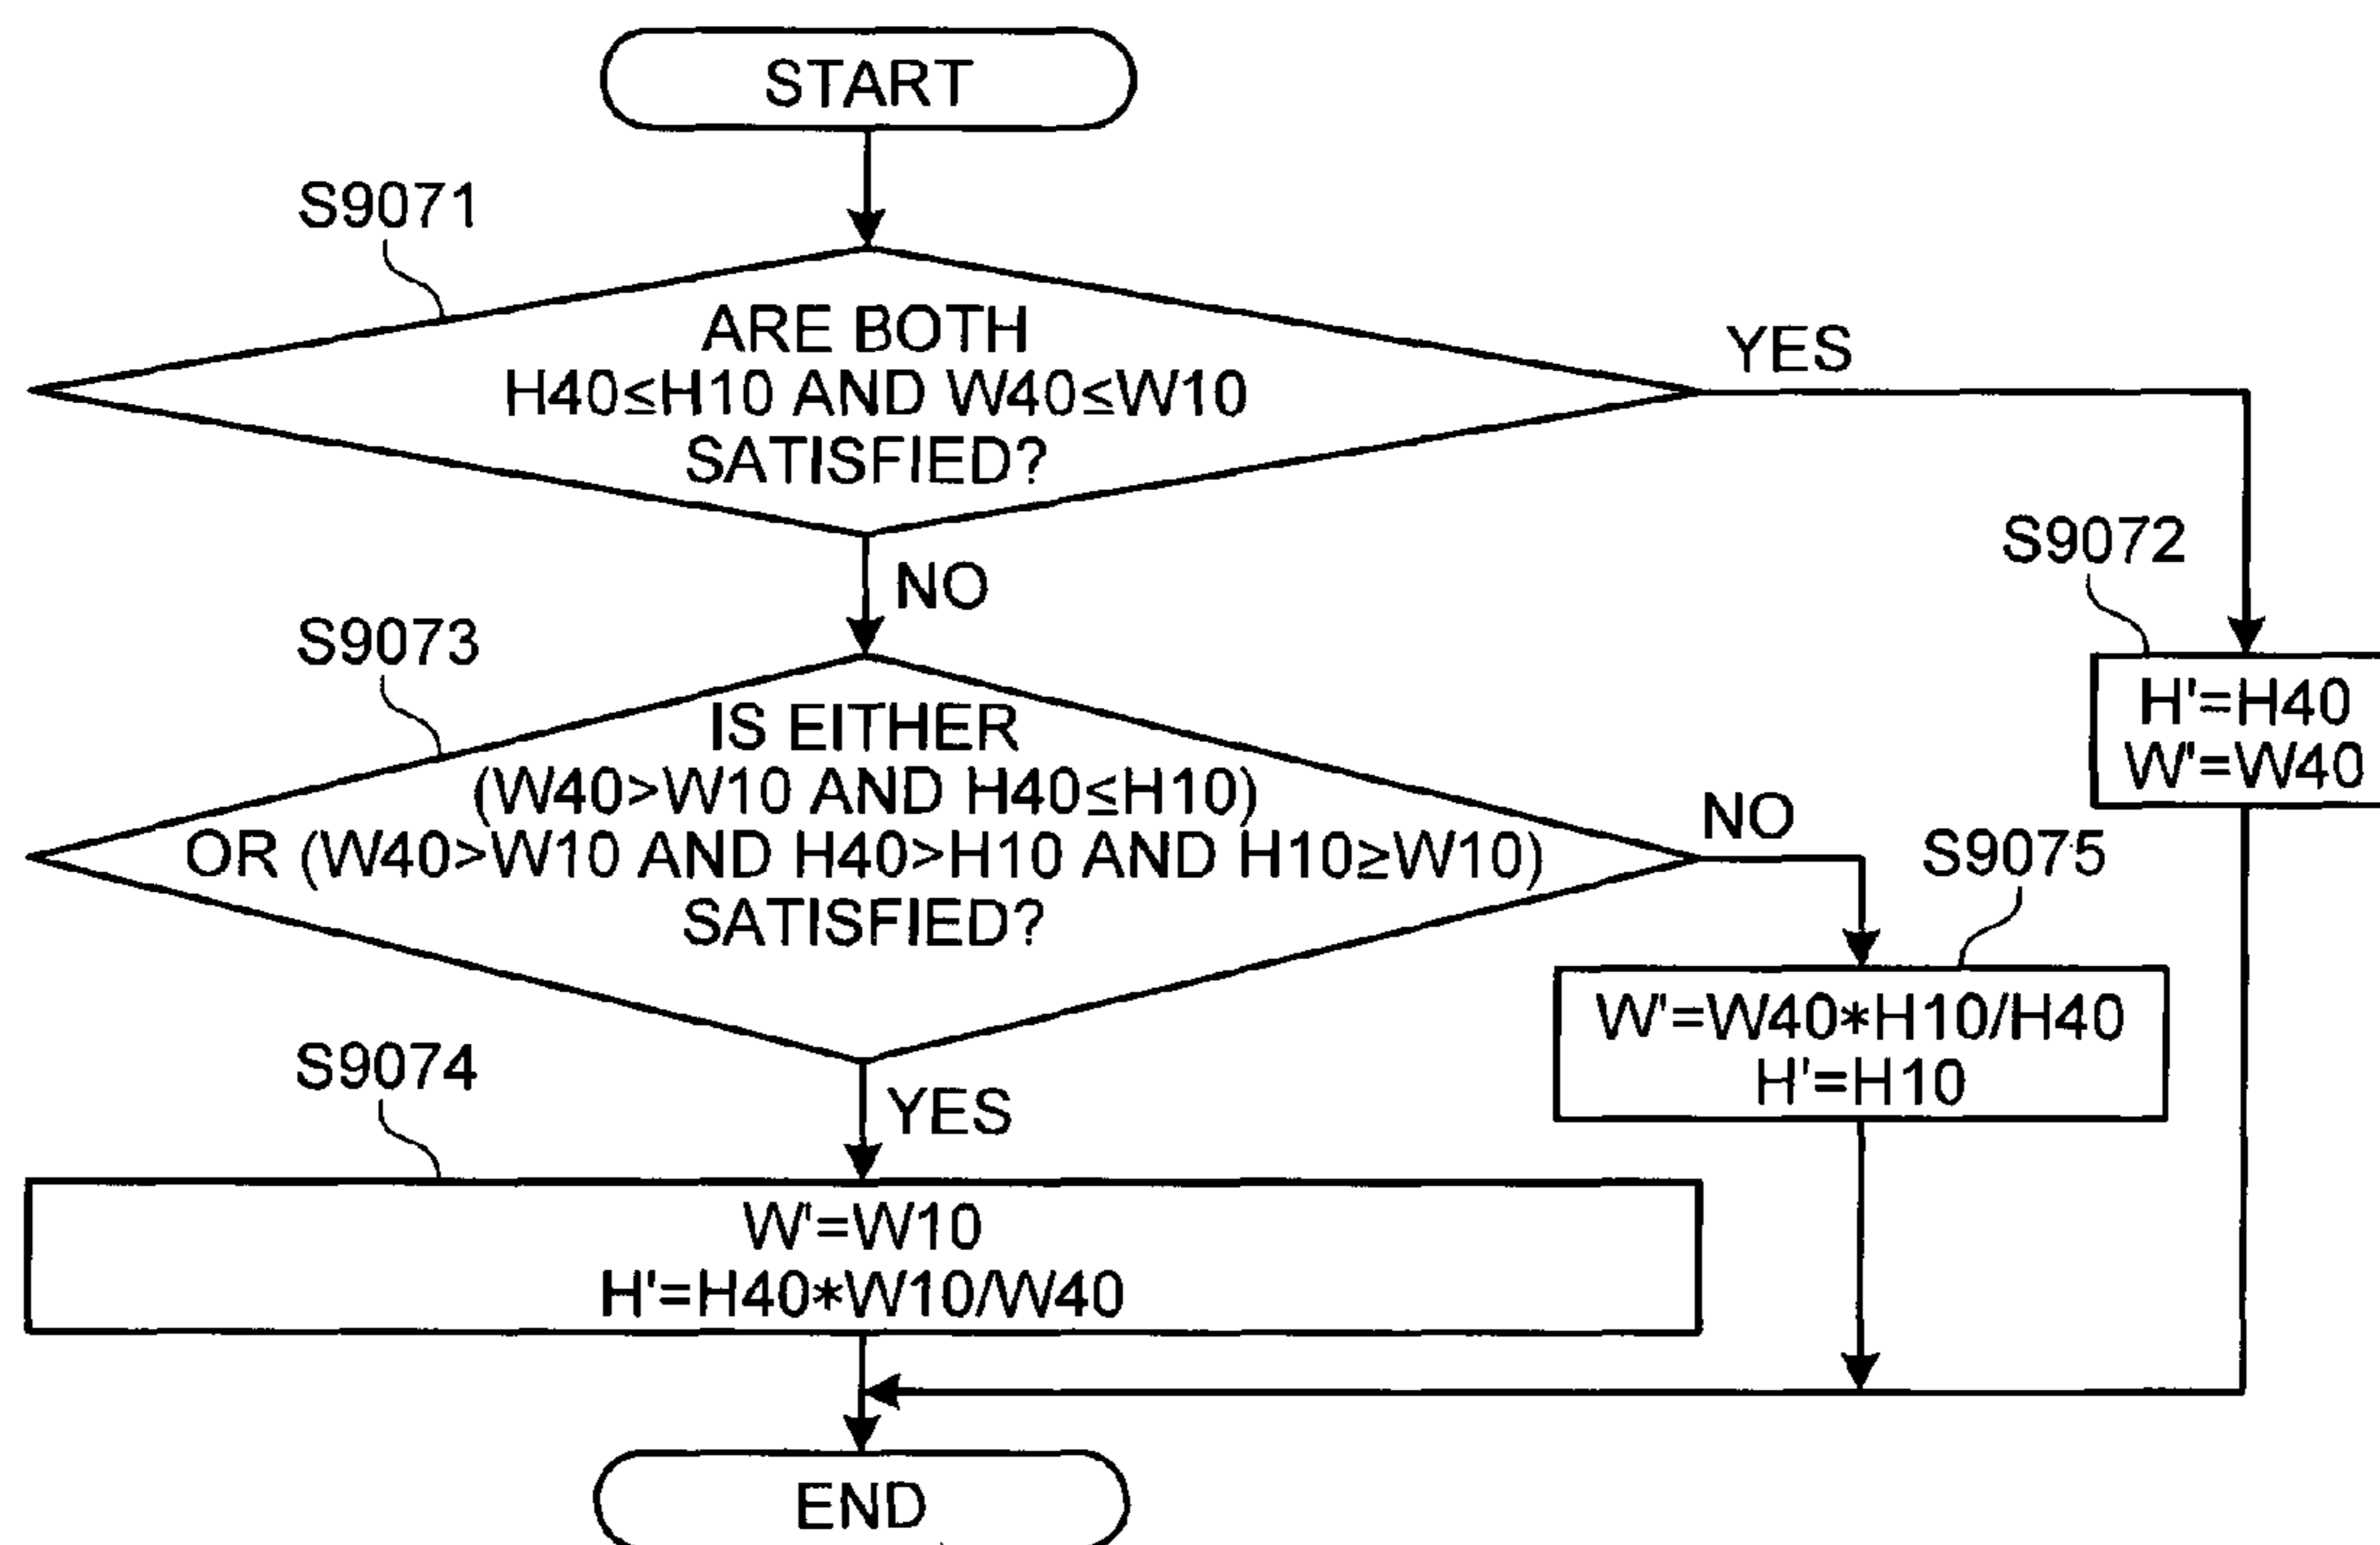 START
S9071
ARE BOTH
H40≤H10 AND W40≤W10
SATISFIED?
YES
NO
S9072
H'=H40
W'=W40
S9073
IS EITHER
(W40>W10 AND H40≤H10)
OR (W40>W10 AND H40>H10 AND H10≥W10)
SATISFIED?
NO
S9075
W'=W40*H10/H40
H'=H10
YES
S9074
W'=W10
H'=H40*W10/W40
END